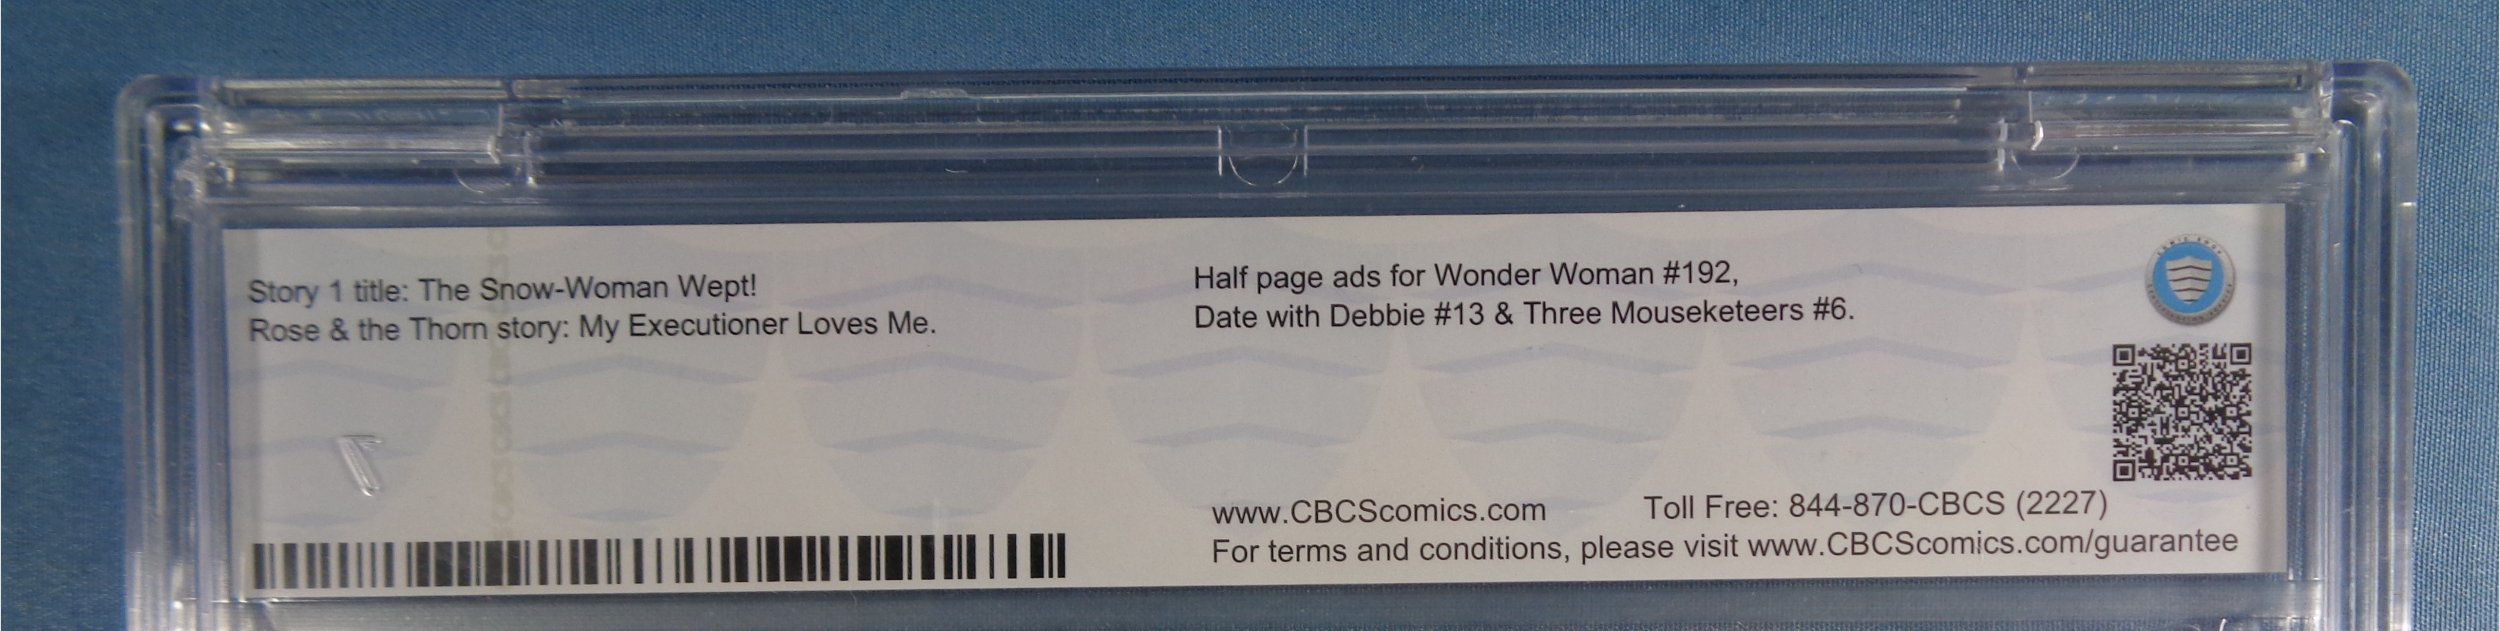 Story 1 title: The Snow-Woman Wept!
Rose & the Thorn story: My Executioner Loves Me.
Half page ads for Wonder Woman #192,
Date with Debbie #13 & Three Mouseketeers #6.
www.CBCScomics.com Toll Free: 844-870-CBCS (2227)
For terms and conditions, please visit www.CBCScomics.com/guarantee